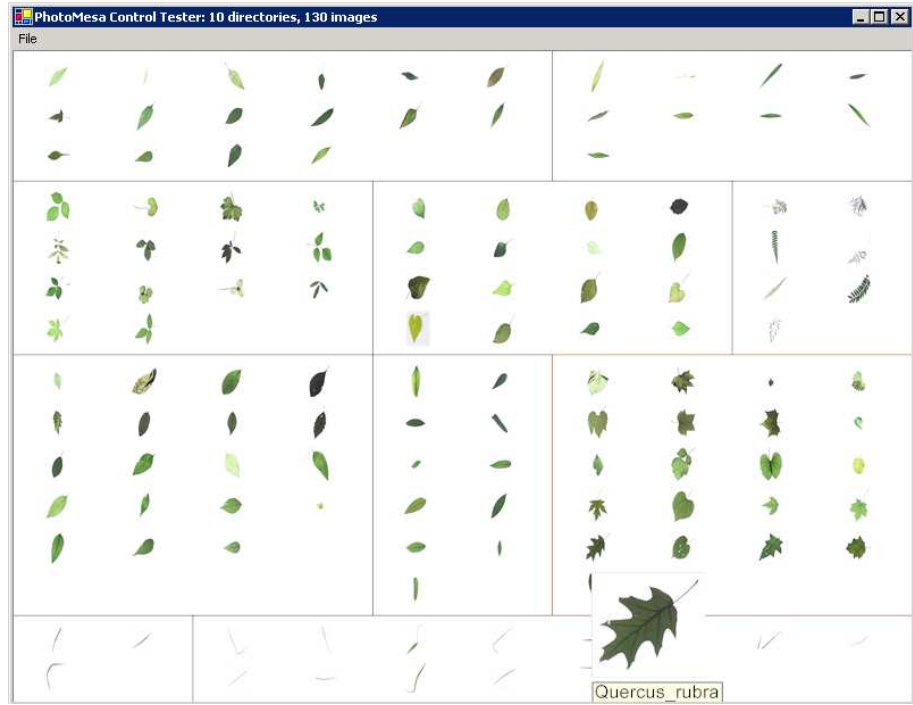 PhotoMesa Control Tester: 10 directories, 130 images
File
Quercus_rubra